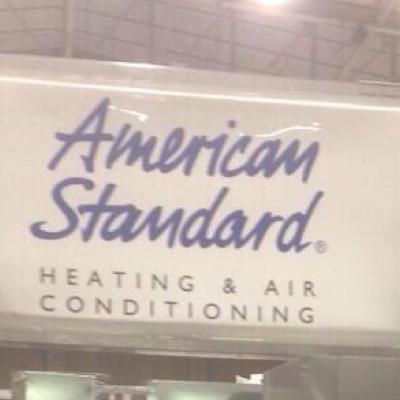 American
Standard®
HEATING & AIR
CONDITIONING